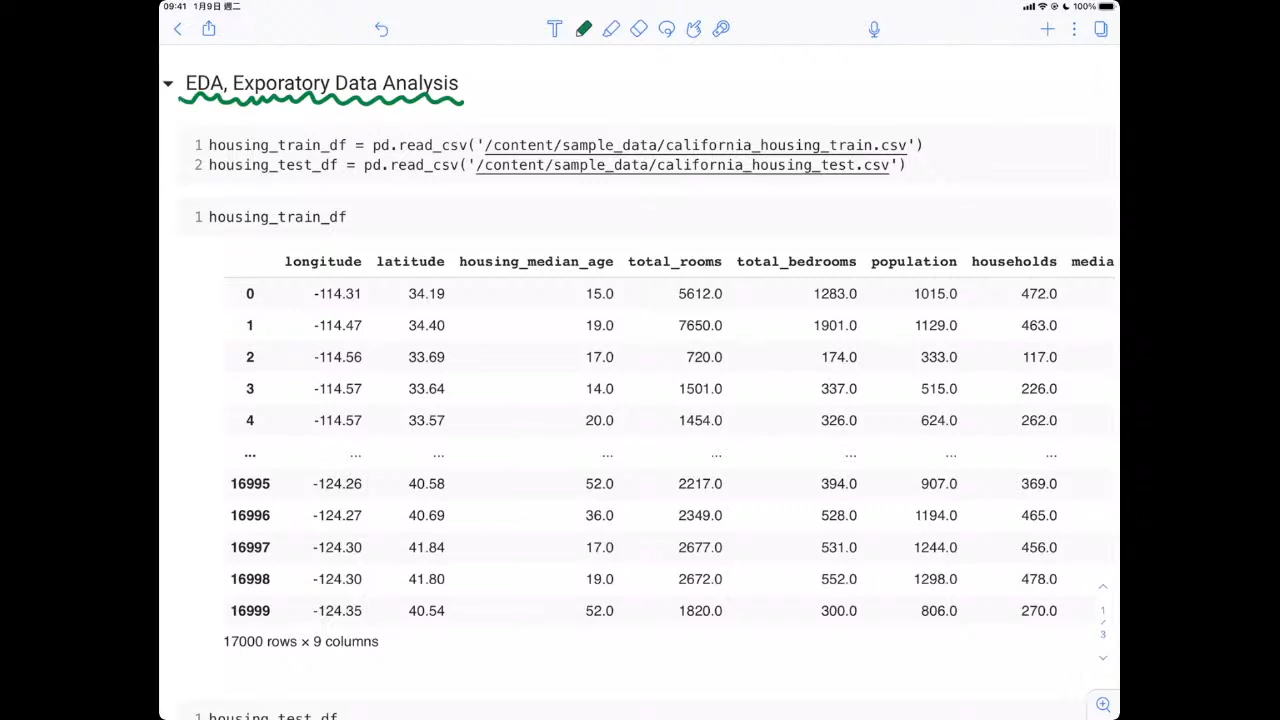 09:41 1月9日 週二
100%
EDA, Exporatory Data Analysis
1 housing_train_df = pd.read_csv('/content/sample_data/california_housing_train.csv')
2 housing_test_df = pd.read_csv('/content/sample_data/california_housing_test.csv')
1 housing_train_df
longitude latitude housing_median_age total_rooms total_bedrooms population households media
0 -114.31 34.19 15.0 5612.0 1283.0 1015.0 472.0
1 -114.47 34.40 19.0 7650.0 1901.0 1129.0 463.0
2 -114.56 33.69 17.0 720.0 174.0 333.0 117.0
3 -114.57 33.64 14.0 1501.0 337.0 515.0 226.0
4 -114.57 33.57 20.0 1454.0 326.0 624.0 262.0
... ... ... ... ... ... ... ...
16995 -124.26 40.58 52.0 2217.0 394.0 907.0 369.0
16996 -124.27 40.69 36.0 2349.0 528.0 1194.0 465.0
16997 -124.30 41.84 17.0 2677.0 531.0 1244.0 456.0
16998 -124.30 41.80 19.0 2672.0 552.0 1298.0 478.0
16999 -124.35 40.54 52.0 1820.0 300.0 806.0 270.0
17000 rows × 9 columns
1
/
3
1 housing_test_df